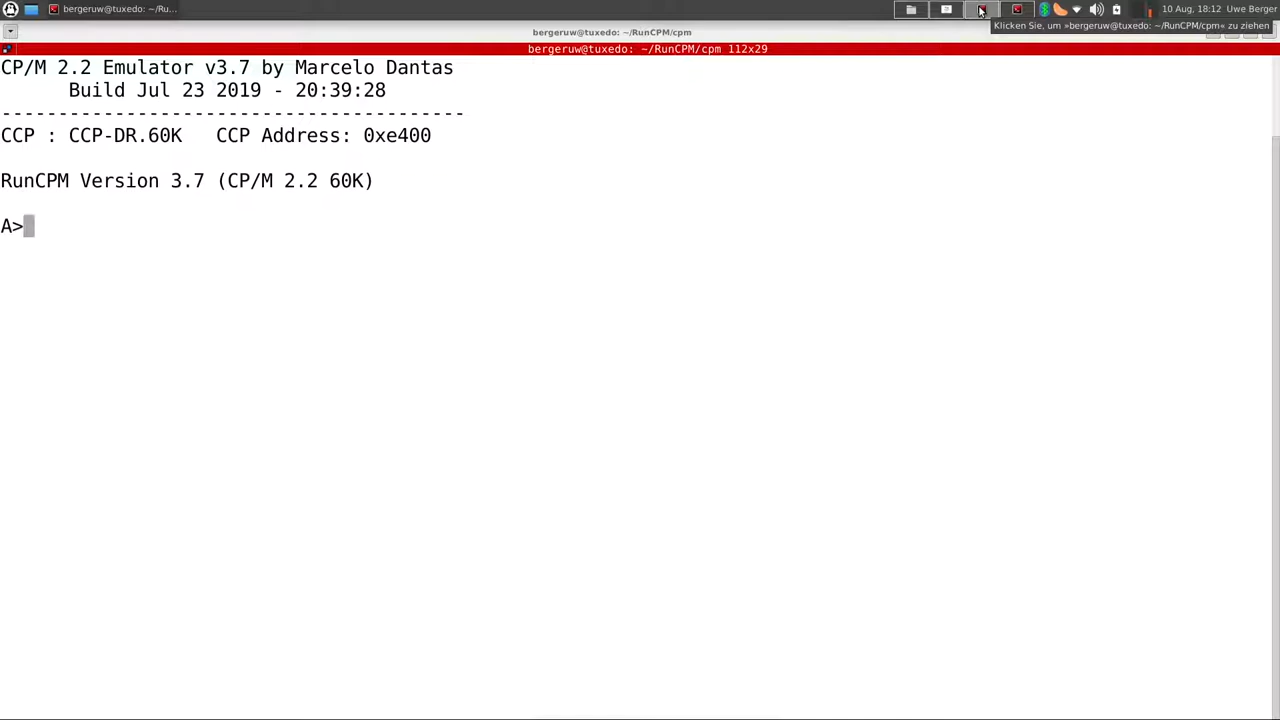 bergeruw@tuxedo: ~/Ru...
10 Aug, 18:12 Uwe Berger
Klicken Sie, um »bergeruw@tuxedo: ~/RunCPM/cpm« zu ziehen
bergeruw@tuxedo: ~/RunCPM/cpm
bergeruw@tuxedo: ~/RunCPM/cpm 112x29
CP/M 2.2 Emulator v3.7 by Marcelo Dantas
Build Jul 23 2019 - 20:39:28
-----------------------------------------
CCP : CCP-DR.60K   CCP Address: 0xe400
RunCPM Version 3.7 (CP/M 2.2 60K)
A>